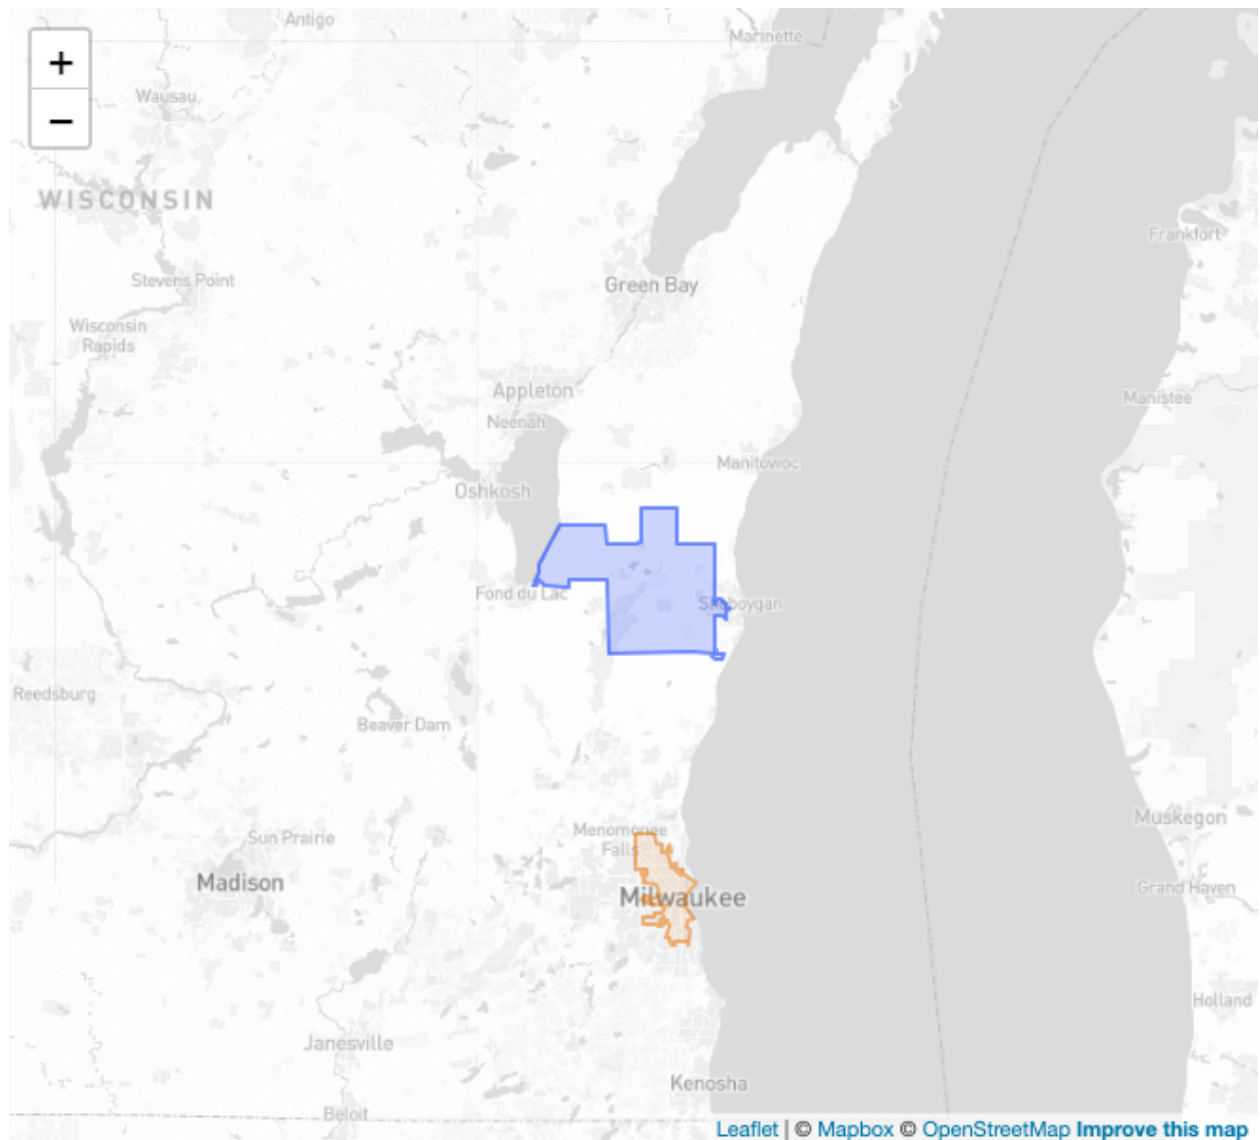 Antigo
Marinette
+
Wausau
−
WISCONSIN
Frankfort
Stevens Point
Green Bay
Wisconsin
Rapids
Appleton
Manistee
Neenah
Manitowoc
Oshkosh
Fond du Lac
Sheboygan
Reedsburg
Beaver Dam
Muskegon
Menomonee
Falls
Sun Prairie
Madison
Grand Haven
Milwaukee
Holland
Janesville
Kenosha
Beloit
Leaflet | © Mapbox © OpenStreetMap Improve this map